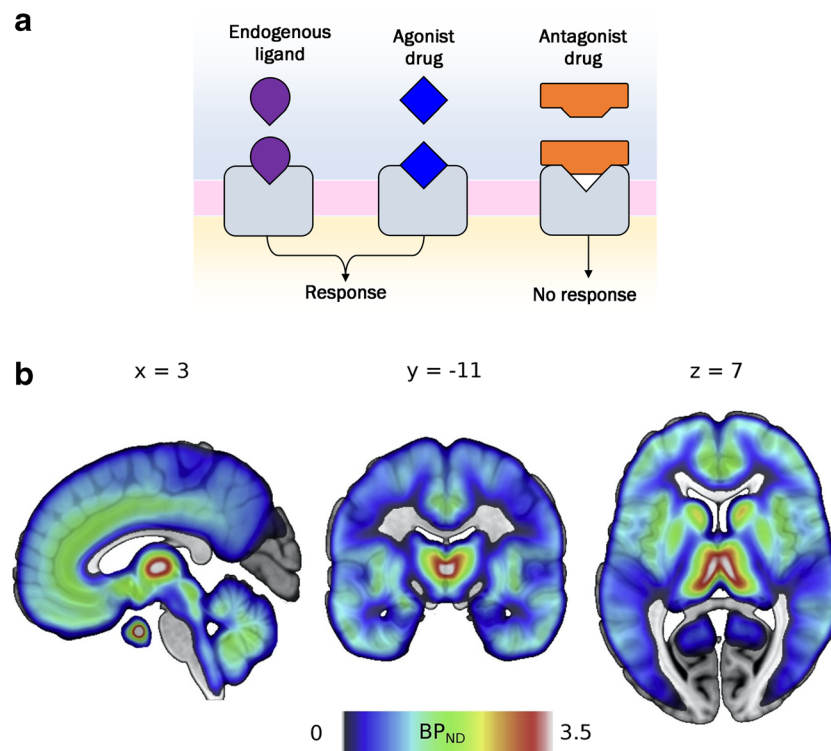 a
Endogenous
ligand
Agonist
drug
Antagonist
drug
Response
No response
b
x = 3
y = -11
z = 7
0
BP_ND
3.5